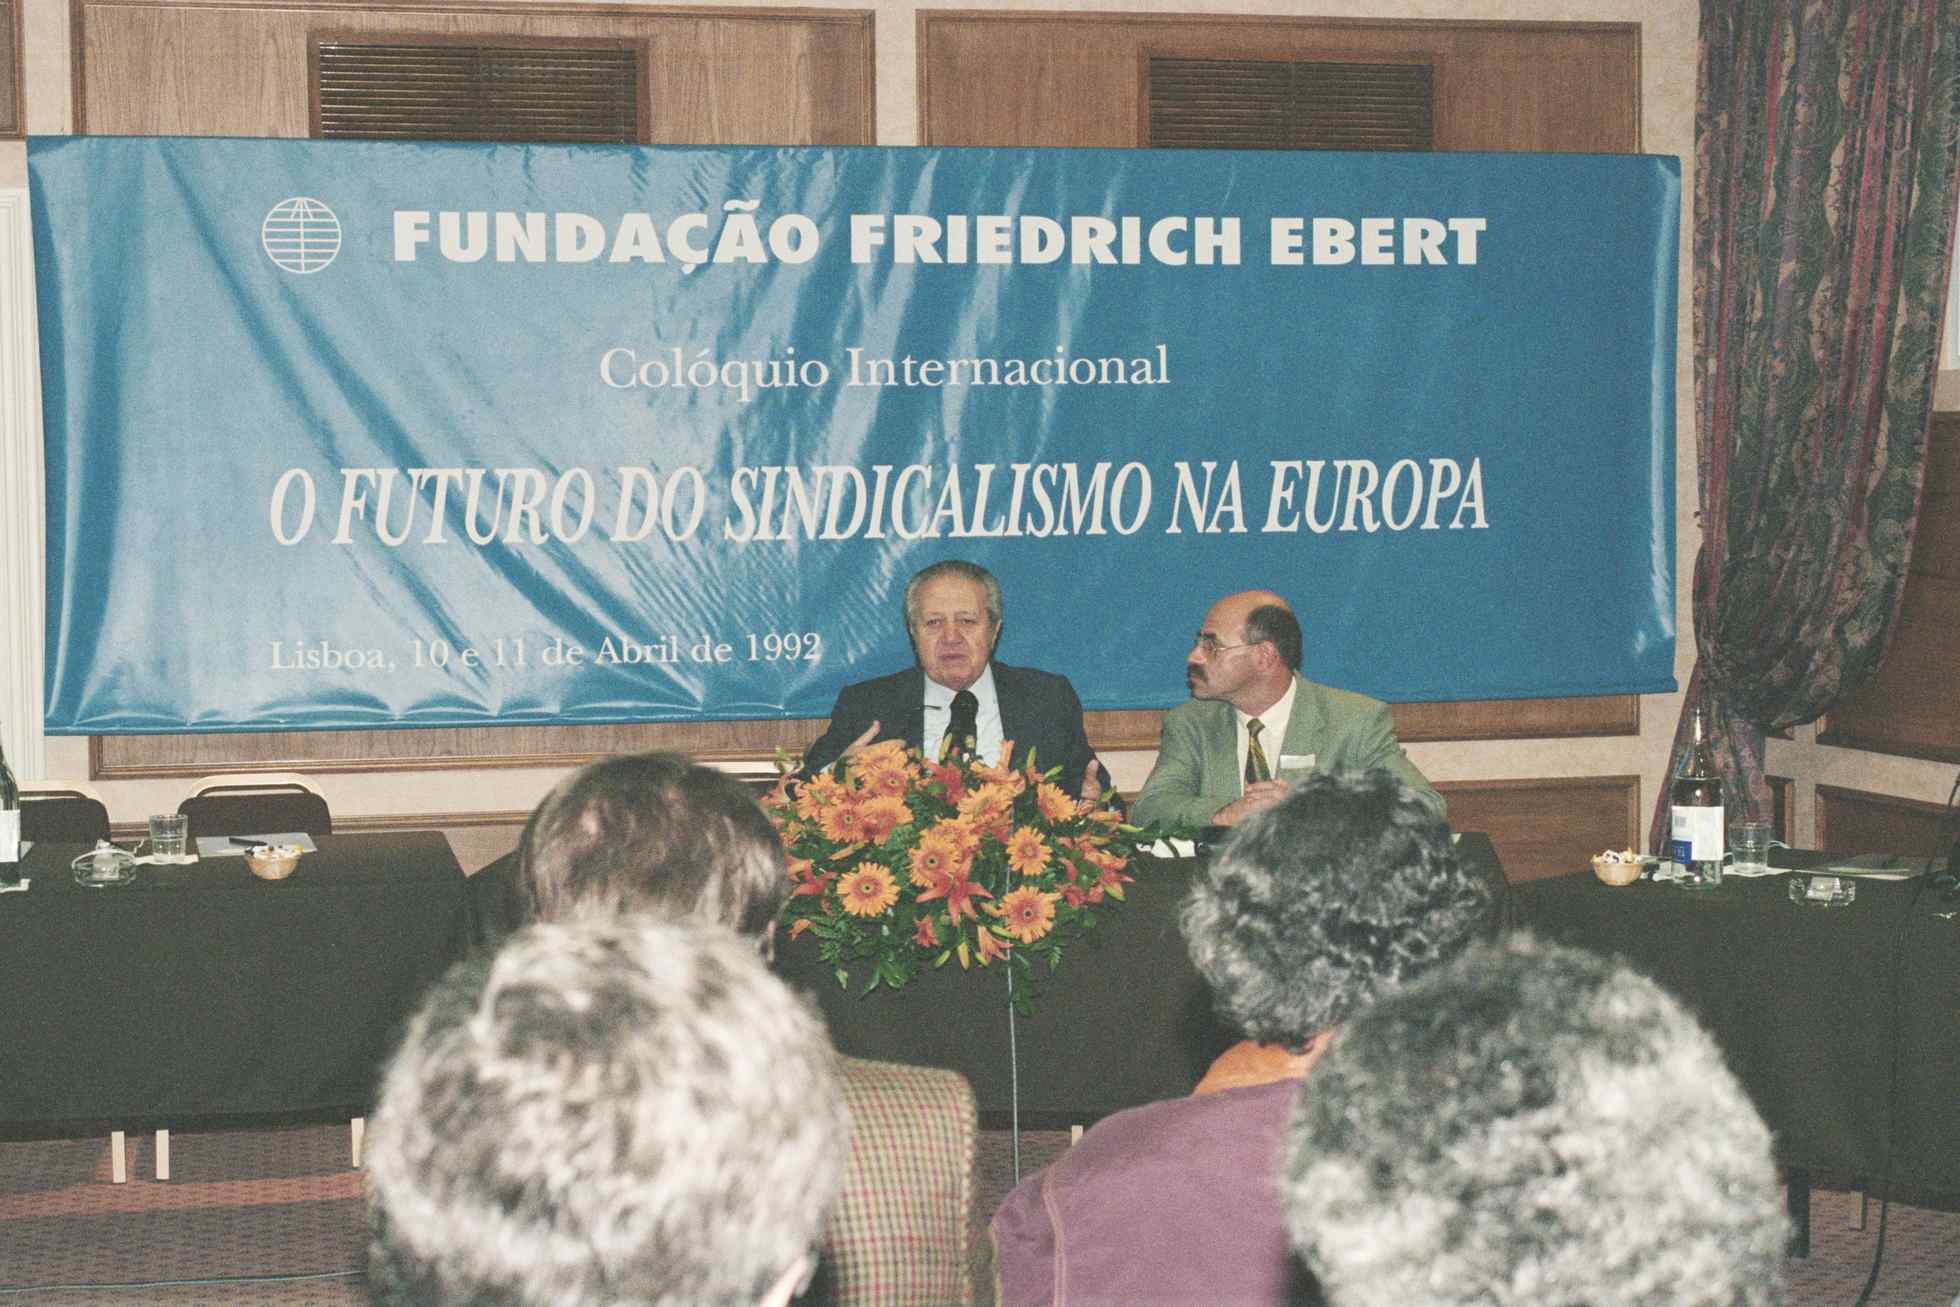 FUNDAÇÃO FRIEDRICH EBERT
Colóquio Internacional
O FUTURO DO SINDICALISMO NA EUROPA
Lisboa, 10 e 11 de Abril de 1992